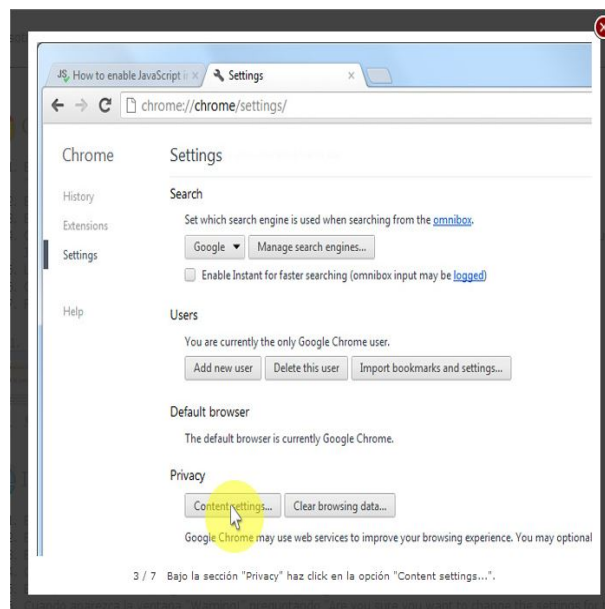 How to enable JavaScript i
Settings
chrome://chrome/settings/
Chrome
Settings
History
Extensions
Settings
Help
Search
Set which search engine is used when searching from the omnibox.
Google
Manage search engines...
Enable Instant for faster searching (omnibox input may be logged)
Users
You are currently the only Google Chrome user.
Add new user
Delete this user
Import bookmarks and settings...
Default browser
The default browser is currently Google Chrome.
Privacy
Content settings...
Clear browsing data...
Google Chrome may use web services to improve your browsing experience. You may optional
3 / 7 Bajo la sección "Privacy" haz click en la opción "Content settings...".